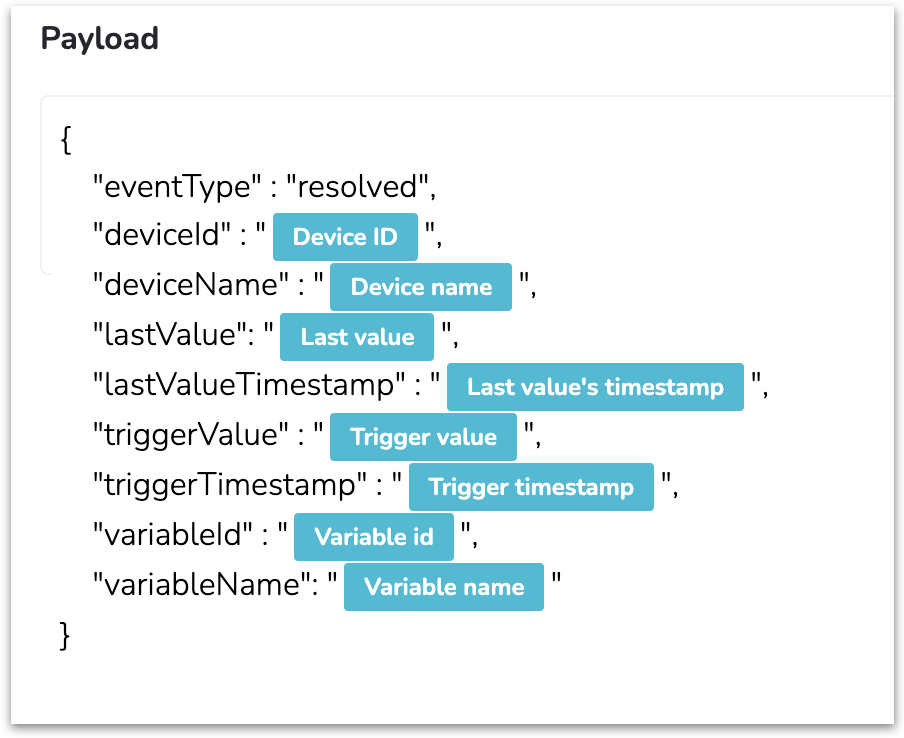 Payload
{
"eventType" : "resolved",
"deviceId" : " Device ID ",
"deviceName" : " Device name ",
"lastValue": " Last value ",
"lastValueTimestamp" : " Last value's timestamp ",
"triggerValue" : " Trigger value ",
"triggerTimestamp" : " Trigger timestamp ",
"variableId" : " Variable id ",
"variableName": " Variable name "
}